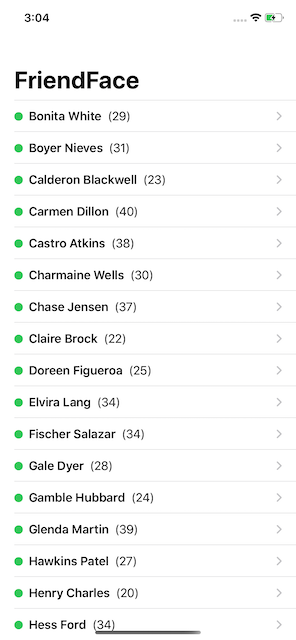 3:04
FriendFace
Bonita White (29)
Boyer Nieves (31)
Calderon Blackwell (23)
Carmen Dillon (40)
Castro Atkins (38)
Charmaine Wells (30)
Chase Jensen (37)
Claire Brock (22)
Doreen Figueroa (25)
Elvira Lang (34)
Fischer Salazar (34)
Gale Dyer (28)
Gamble Hubbard (24)
Glenda Martin (39)
Hawkins Patel (27)
Henry Charles (20)
Hess Ford (34)